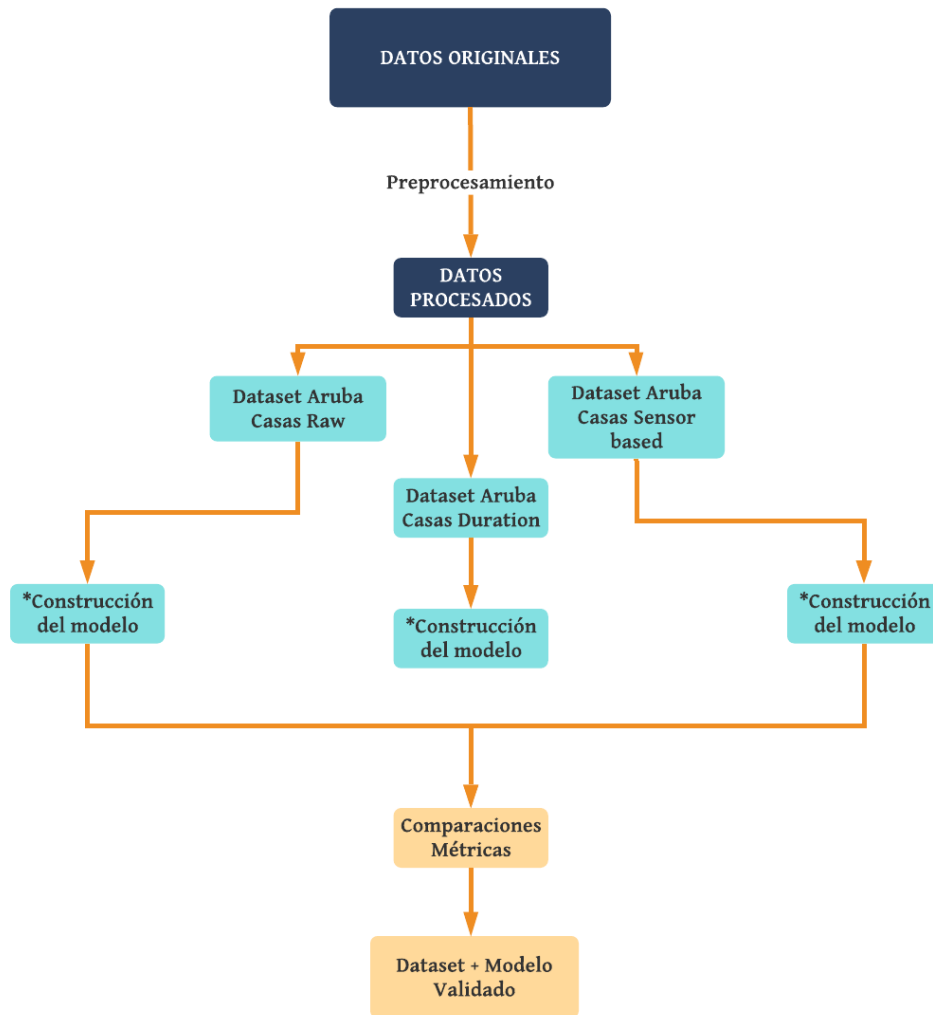 DATOS ORIGINALES
Preprocesamiento
DATOS
PROCESADOS
Dataset Aruba
Casas Raw
Dataset Aruba
Casas Sensor
based
Dataset Aruba
Casas Duration
*Construcción
del modelo
*Construcción
del modelo
*Construcción
del modelo
Comparaciones
Métricas
Dataset + Modelo
Validado